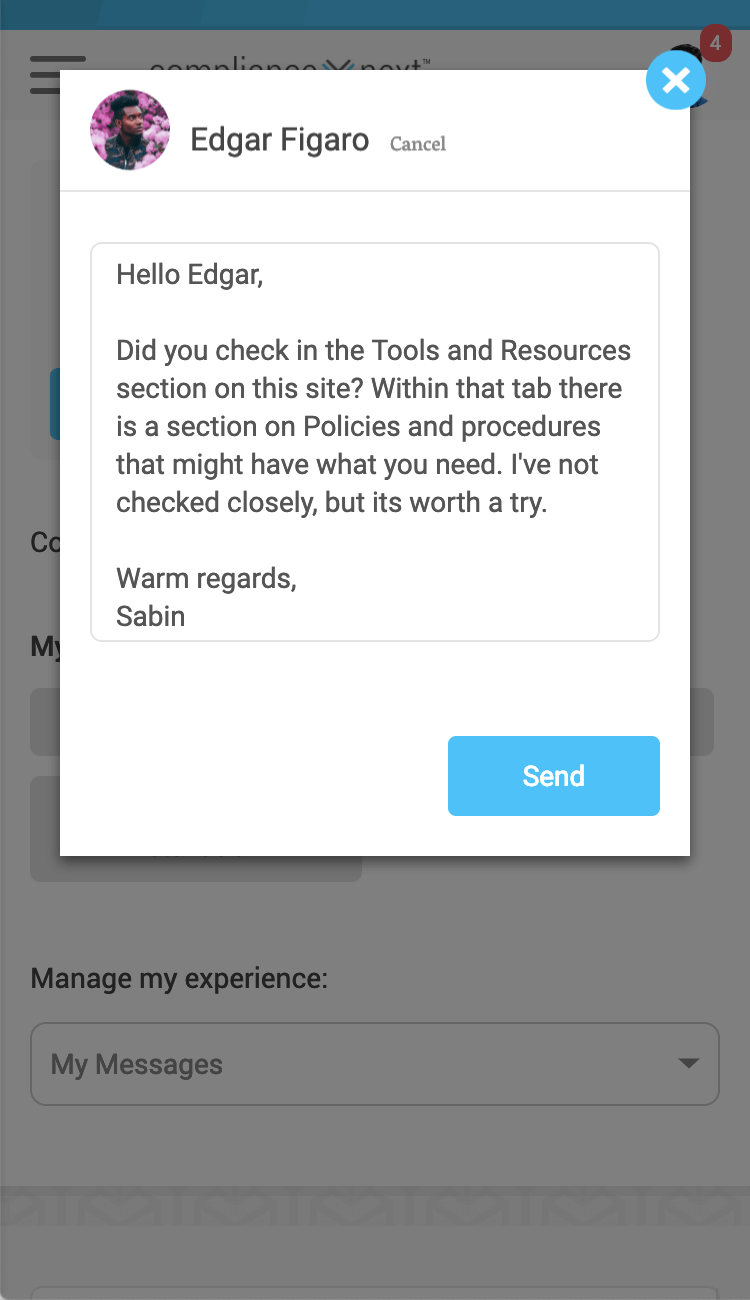 4
Edgar Figaro Cancel
Hello Edgar,
Did you check in the Tools and Resources
section on this site? Within that tab there
is a section on Policies and procedures
that might have what you need. I've not
checked closely, but its worth a try.
Warm regards,
Sabin
Send
Manage my experience:
My Messages